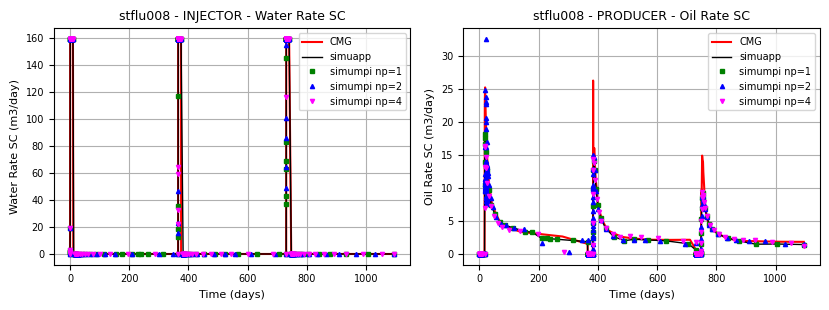 stflu008 - INJECTOR - Water Rate SC
Water Rate SC (m3/day)
160
140
120
100
80
60
40
20
0
0 200 400 600 800 1000
Time (days)
CMG
simuapp
simumpi np=1
simumpi np=2
simumpi np=4
stflu008 - PRODUCER - Oil Rate SC
Oil Rate SC (m3/day)
30
25
20
15
10
5
0
0 200 400 600 800 1000
Time (days)
CMG
simuapp
simumpi np=1
simumpi np=2
simumpi np=4